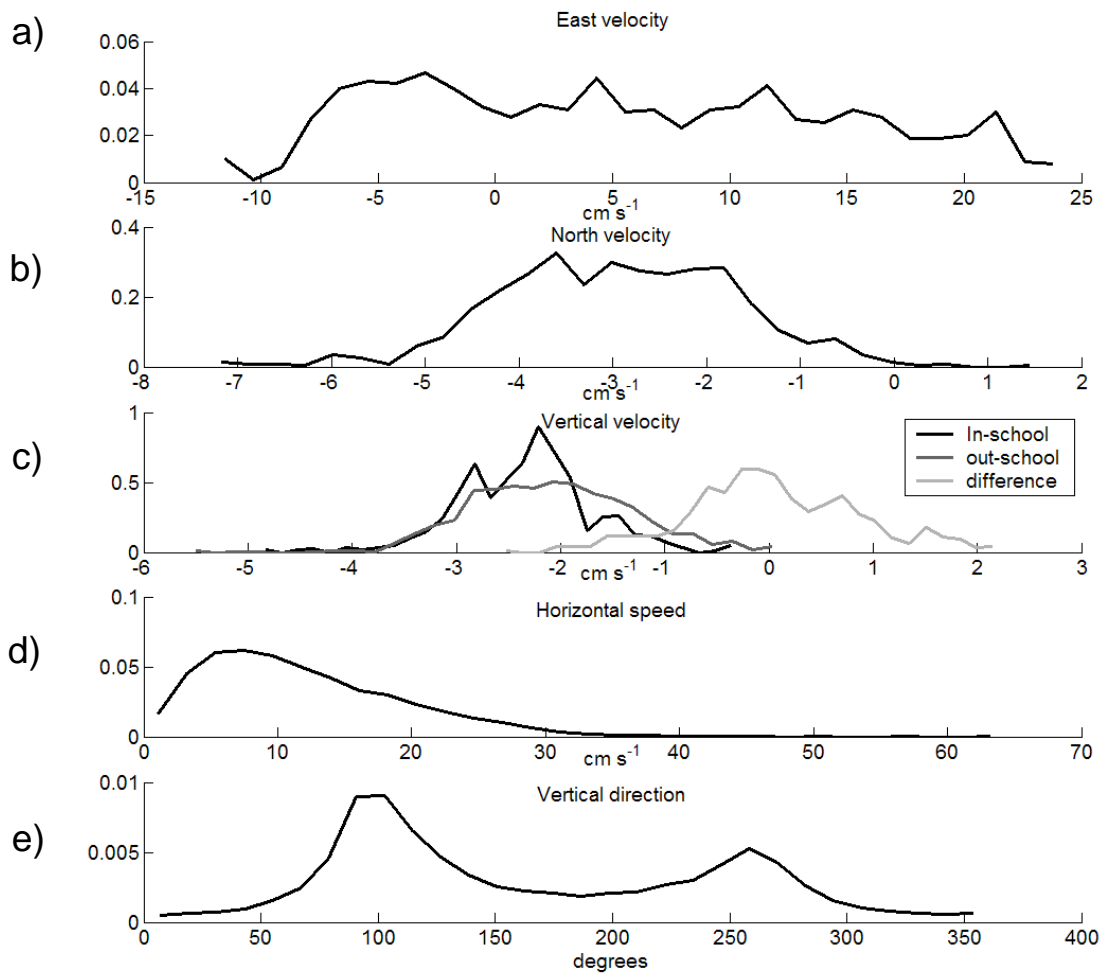 a)
East velocity
0.06
0.04
0.02
0
-15 -10 -5 0 5 10 15 20 25
cm s⁻¹
b)
North velocity
0.4
0.2
0
-8 -7 -6 -5 -4 -3 -2 -1 0 1 2
cm s⁻¹
c)
Vertical velocity
1
0.5
0
In-school
out-school
difference
-6 -5 -4 -3 -2 -1 0 1 2 3
cm s⁻¹
d)
Horizontal speed
0.1
0.05
0
0 10 20 30 40 50 60 70
cm s⁻¹
e)
Vertical direction
0.01
0.005
0
0 50 100 150 200 250 300 350 400
degrees